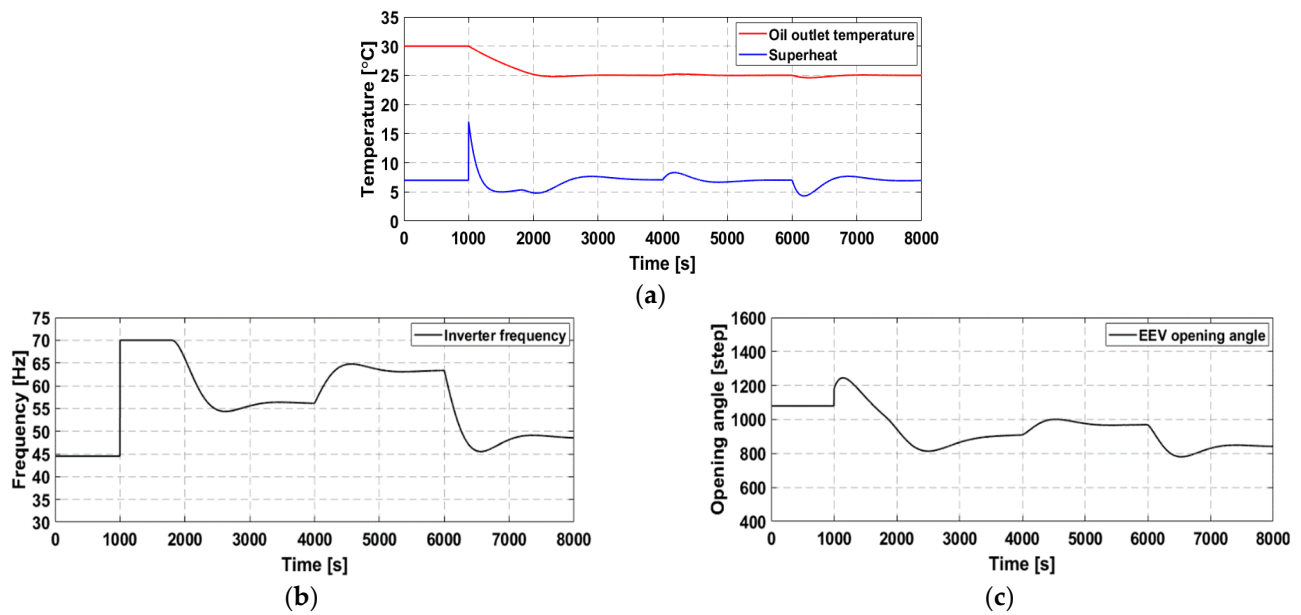 35
30
25
20
15
10
5
0
Temperature [°C]
Oil outlet temperature
Superheat
0 1000 2000 3000 4000 5000 6000 7000 8000
Time [s]
(a)
75
70
65
60
55
50
45
40
35
30
Frequency [Hz]
Inverter frequency
0 1000 2000 3000 4000 5000 6000 7000 8000
Time [s]
(b)
1600
1400
1200
1000
800
600
400
Opening angle [step]
EEV opening angle
0 1000 2000 3000 4000 5000 6000 7000 8000
Time [s]
(c)